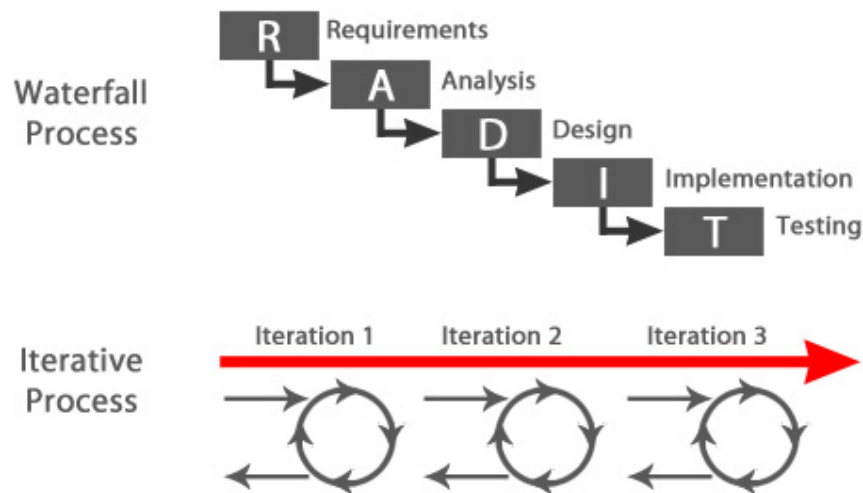 R Requirements
Waterfall
Process
A Analysis
D Design
I Implementation
T Testing
Iteration 1 Iteration 2 Iteration 3
Iterative
Process